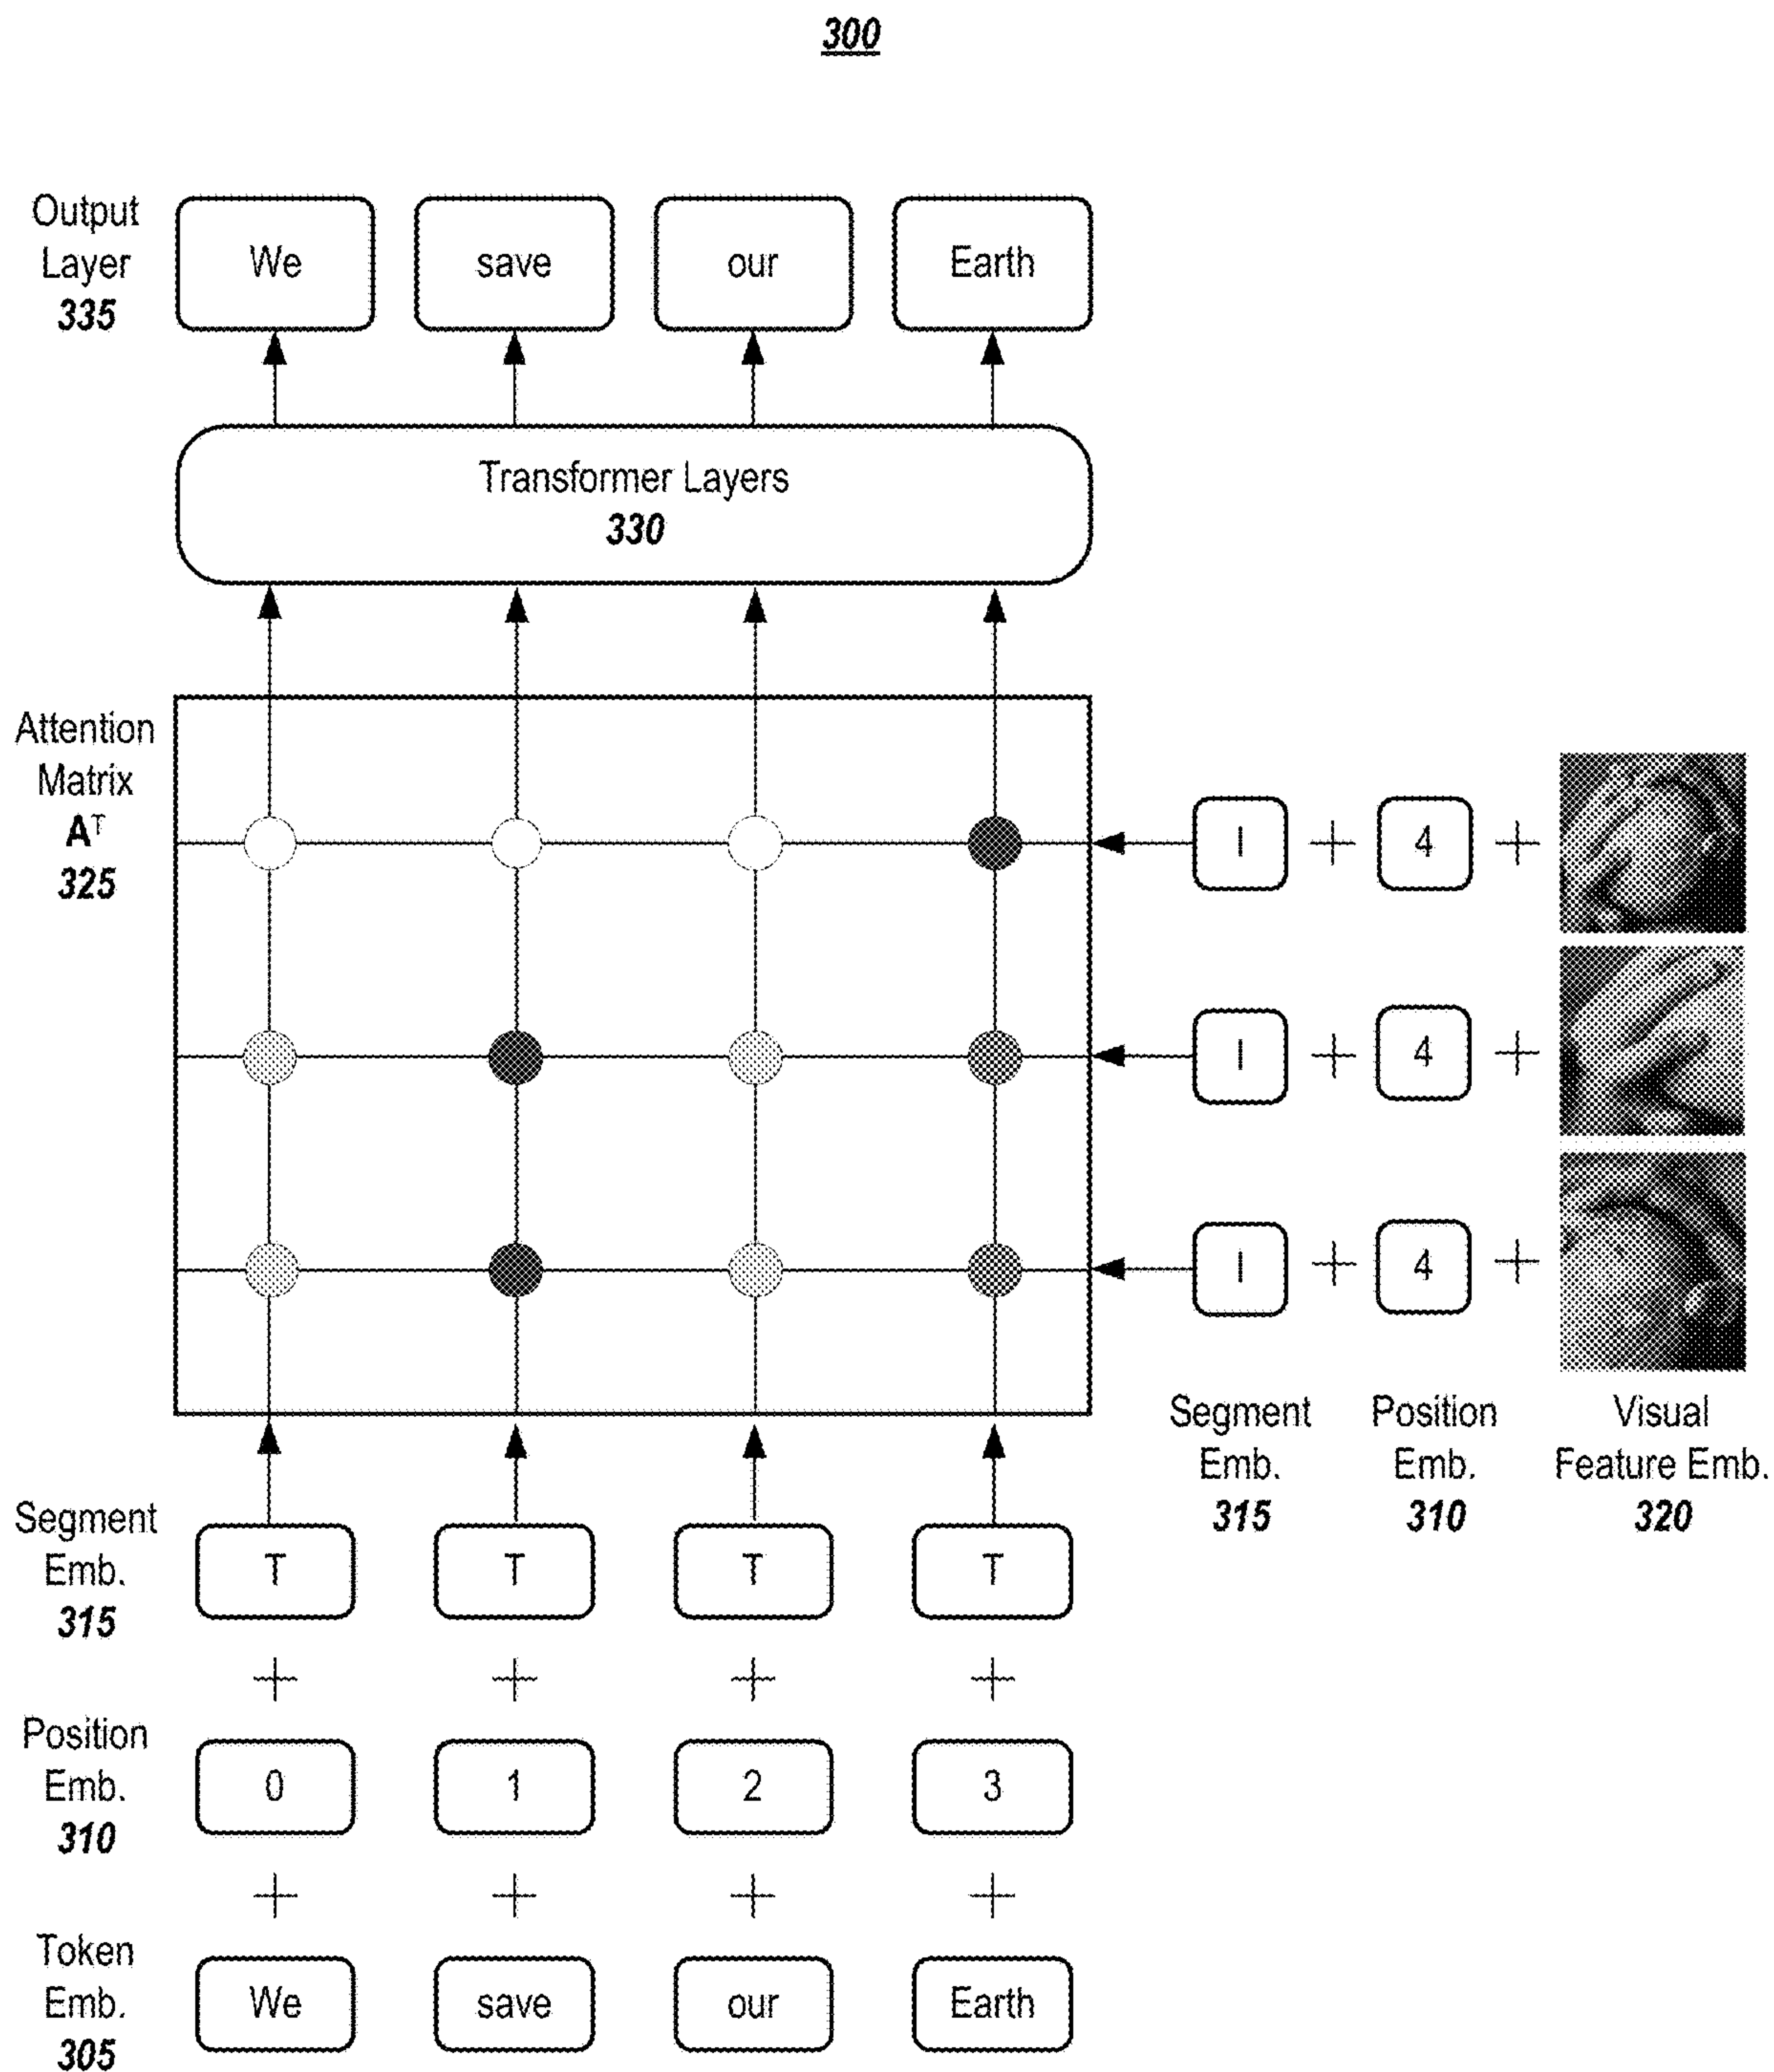 300
Output
Layer
335
We save our Earth
Transformer Layers
330
Attention
Matrix
Aᵀ
325
I + 4 +
I + 4 +
I + 4 +
Segment
Emb.
315
Position
Emb.
310
Visual
Feature Emb.
320
Segment
Emb.
315
T T T T
+ + + +
Position
Emb.
310
0 1 2 3
+ + + +
Token
Emb.
305
We save our Earth